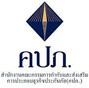 คปภ.
สำนักงานคณะกรรมการกำกับและส่งเสริม
การประกอบธุรกิจประกันภัย(คปภ.)